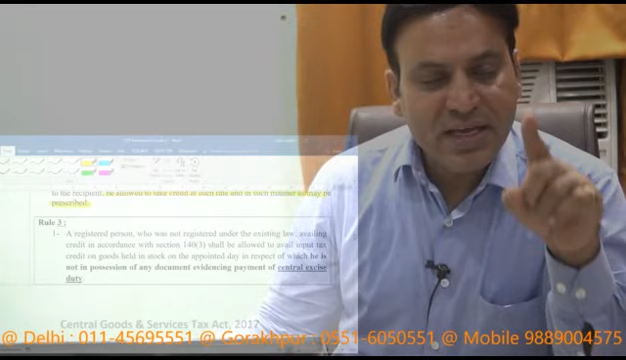 to the recipient, be allowed to take credit at such time and in such manner as may be
prescribed.
Rule 3 :
1- A registered person, who was not registered under the existing law, availing
credit in accordance with section 140(3) shall be allowed to avail input tax
credit on goods held in stock on the appointed day in respect of which he is
not in possession of any document evidencing payment of central excise
duty.
Central Goods & Services Tax Act, 2017
@ Delhi : 011-45695551 @ Gorakhpur : 0551-6050551 @ Mobile 9889004575